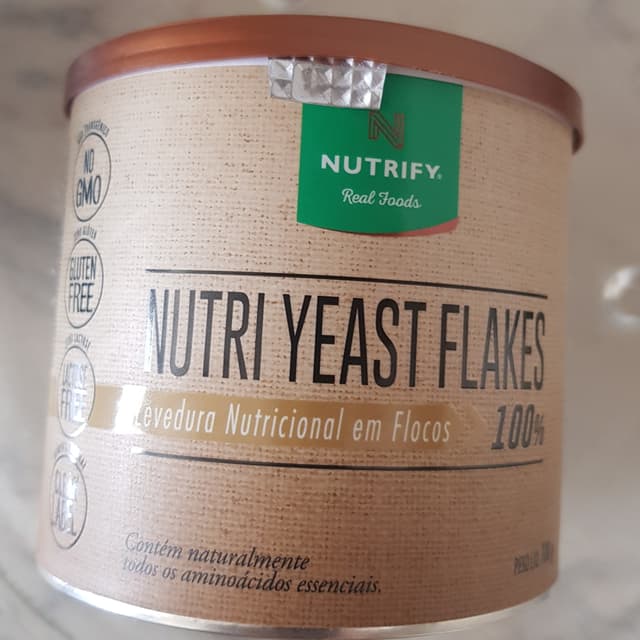 N
NUTRIFY®
Real Foods
NO
GMO
GLUTEN
FREE
FREE
NUTRI YEAST FLAKES
Levedura Nutricional em Flocos
100%
Contém naturalmente
todos os aminoácidos essenciais.